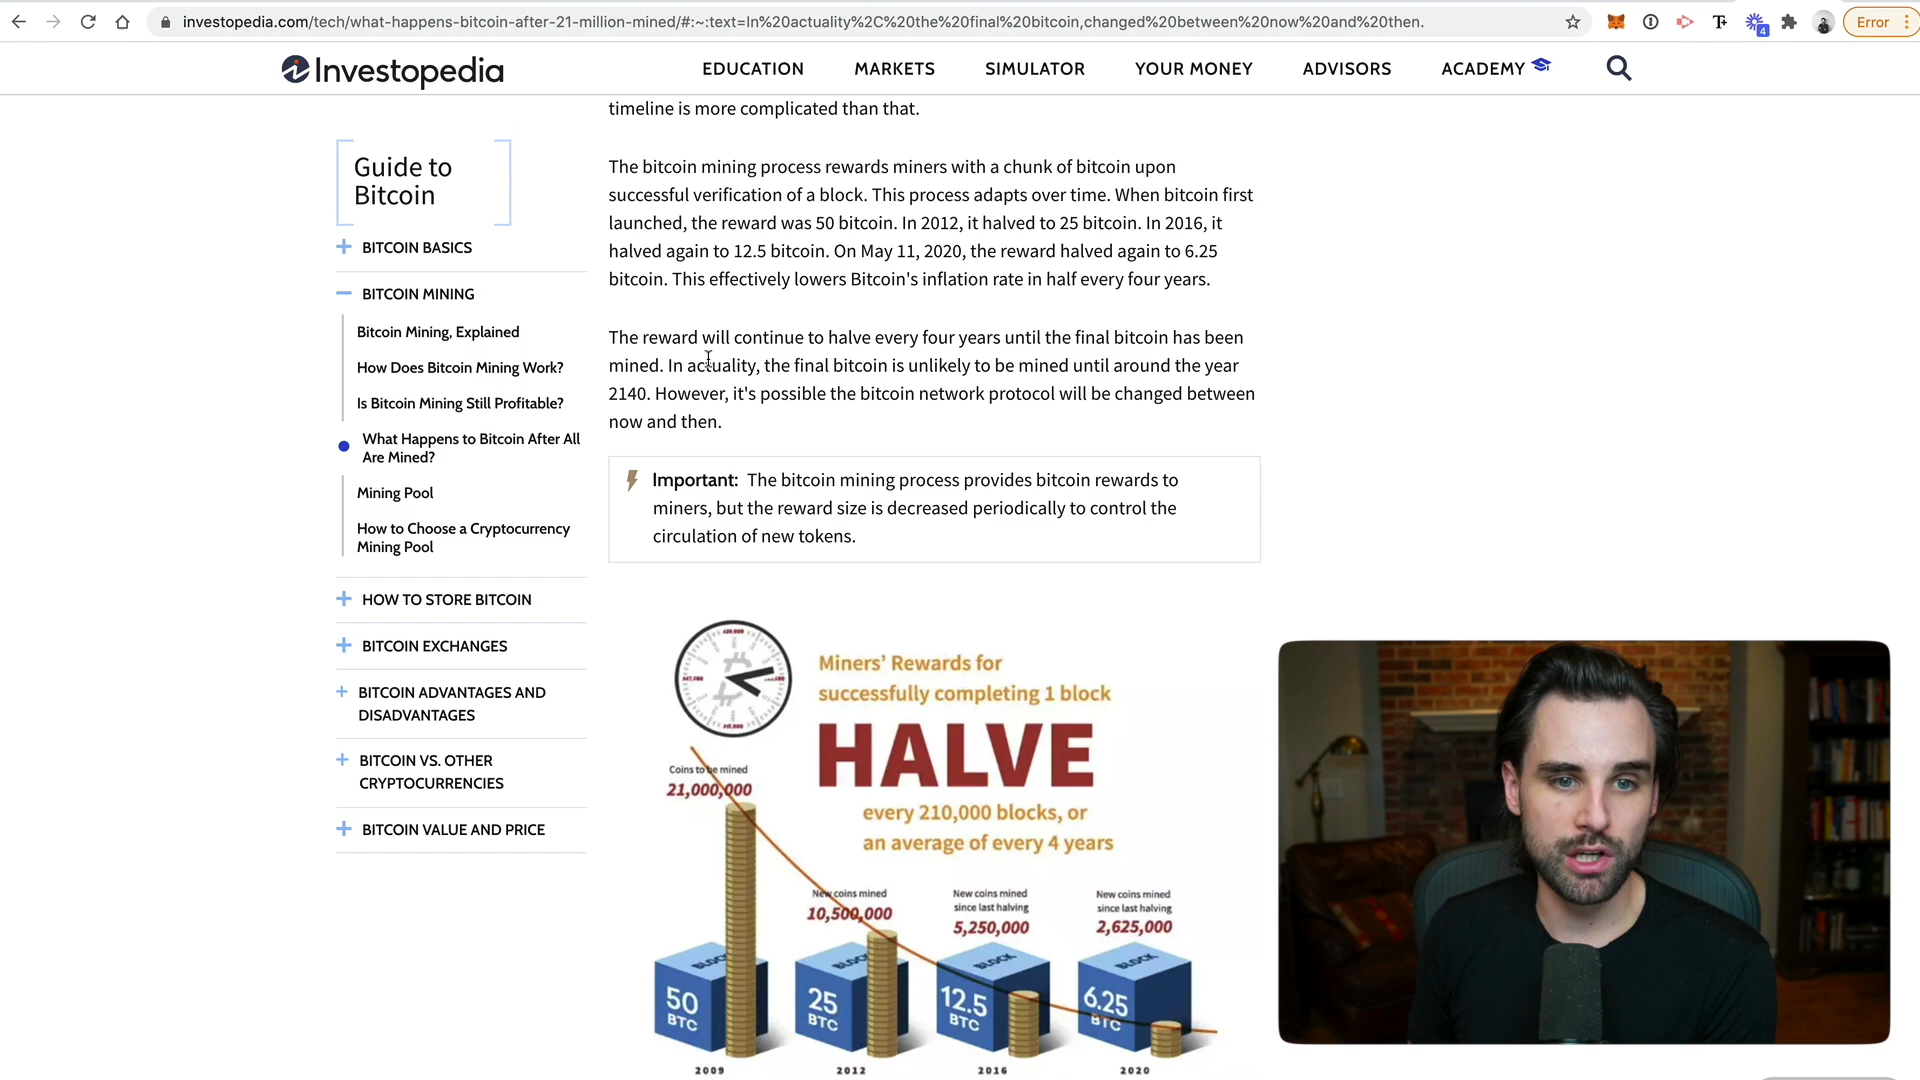 investopedia.com/tech/what-happens-bitcoin-after-21-million-mined/#:~:text=In%20actuality%2C%20the%20final%20bitcoin,changed%20between%20now%20and%20then.
4
Error
Investopedia
EDUCATION
MARKETS
SIMULATOR
YOUR MONEY
ADVISORS
ACADEMY
Guide to
Bitcoin
BITCOIN BASICS
BITCOIN MINING
Bitcoin Mining, Explained
How Does Bitcoin Mining Work?
Is Bitcoin Mining Still Profitable?
What Happens to Bitcoin After All
Are Mined?
Mining Pool
How to Choose a Cryptocurrency
Mining Pool
HOW TO STORE BITCOIN
BITCOIN EXCHANGES
BITCOIN ADVANTAGES AND
DISADVANTAGES
BITCOIN VS. OTHER
CRYPTOCURRENCIES
BITCOIN VALUE AND PRICE
timeline is more complicated than that.
The bitcoin mining process rewards miners with a chunk of bitcoin upon
successful verification of a block. This process adapts over time. When bitcoin first
launched, the reward was 50 bitcoin. In 2012, it halved to 25 bitcoin. In 2016, it
halved again to 12.5 bitcoin. On May 11, 2020, the reward halved again to 6.25
bitcoin. This effectively lowers Bitcoin's inflation rate in half every four years.
The reward will continue to halve every four years until the final bitcoin has been
mined. In actuality, the final bitcoin is unlikely to be mined until around the year
2140. However, it's possible the bitcoin network protocol will be changed between
now and then.
Important: The bitcoin mining process provides bitcoin rewards to
miners, but the reward size is decreased periodically to control the
circulation of new tokens.
Miners' Rewards for
successfully completing 1 block
HALVE
every 210,000 blocks, or
an average of every 4 years
Coins to be mined
21,000,000
New coins mined
10,500,000
New coins mined
since last halving
5,250,000
New coins mined
since last halving
2,625,000
BLOCK
BLOCK
BLOCK
BLOCK
50
BTC
25
BTC
12.5
BTC
6.25
BTC
2009
2012
2016
2020